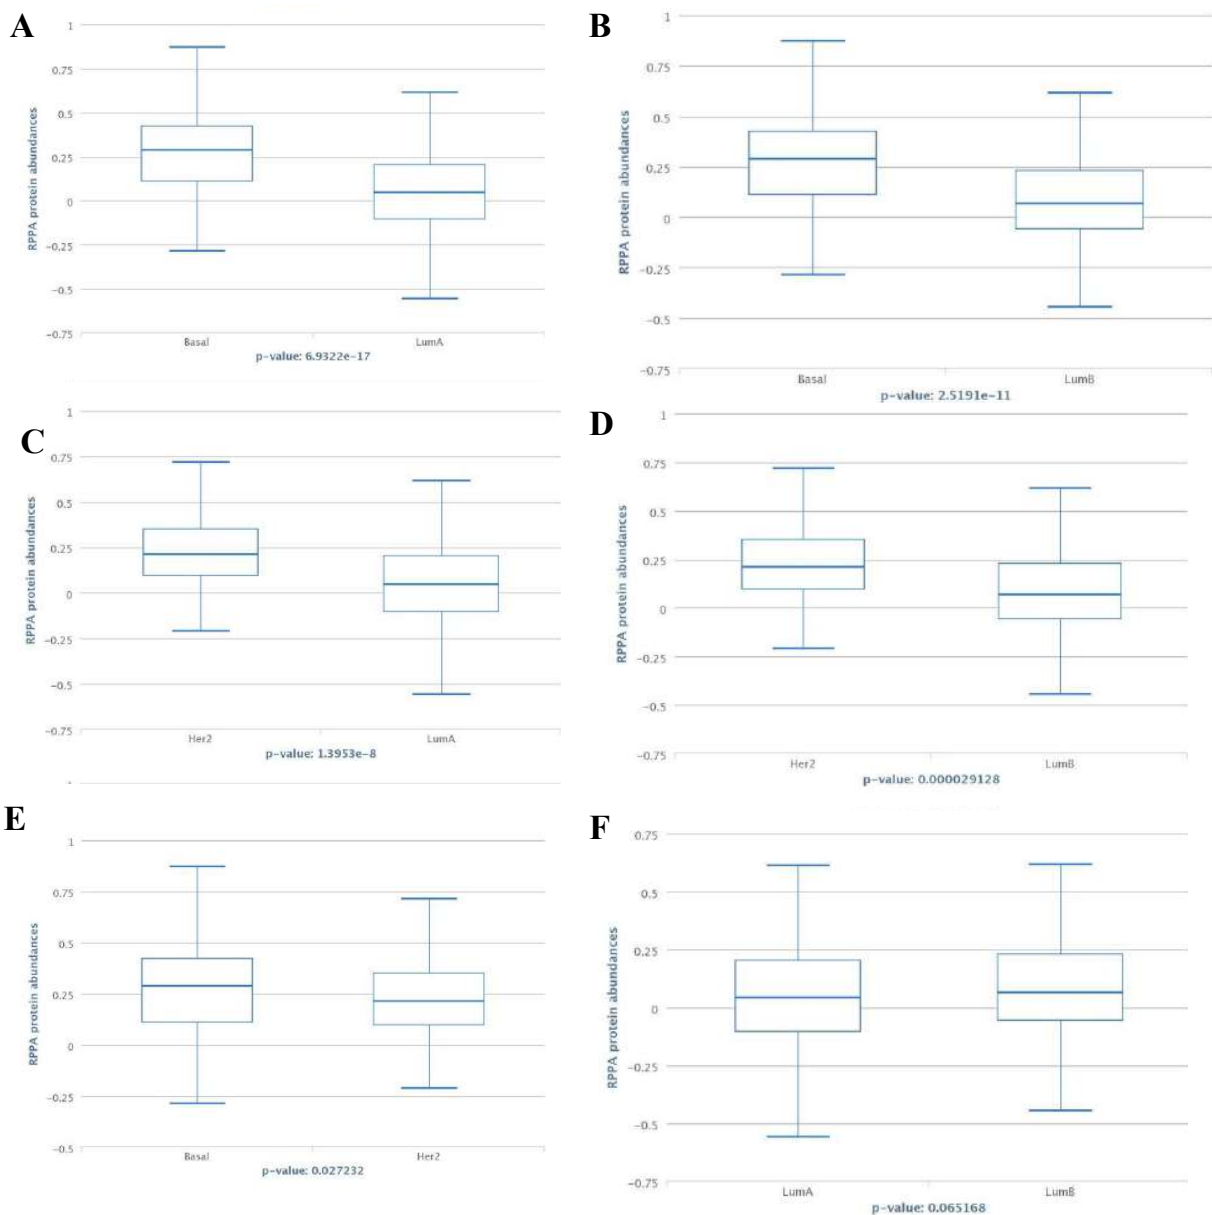 A
1
0.75
0.5
0.25
0
−0.25
−0.5
−0.75
RPPA protein abundances
Basal
LumA
p-value: 6.9322e-17
B
1
0.75
0.5
0.25
0
−0.25
−0.5
−0.75
RPPA protein abundances
Basal
LumB
p-value: 2.5191e-11
C
1
0.75
0.5
0.25
0
−0.25
−0.5
−0.75
RPPA protein abundances
Her2
LumA
p-value: 1.3953e-8
D
1
0.75
0.5
0.25
0
−0.25
−0.5
−0.75
RPPA protein abundances
Her2
LumB
p-value: 0.000029128
E
1
0.75
0.5
0.25
0
−0.25
−0.5
RPPA protein abundances
Basal
Her2
p-value: 0.027232
F
0.75
0.5
0.25
0
−0.25
−0.5
−0.75
RPPA protein abundances
LumA
LumB
p-value: 0.065168